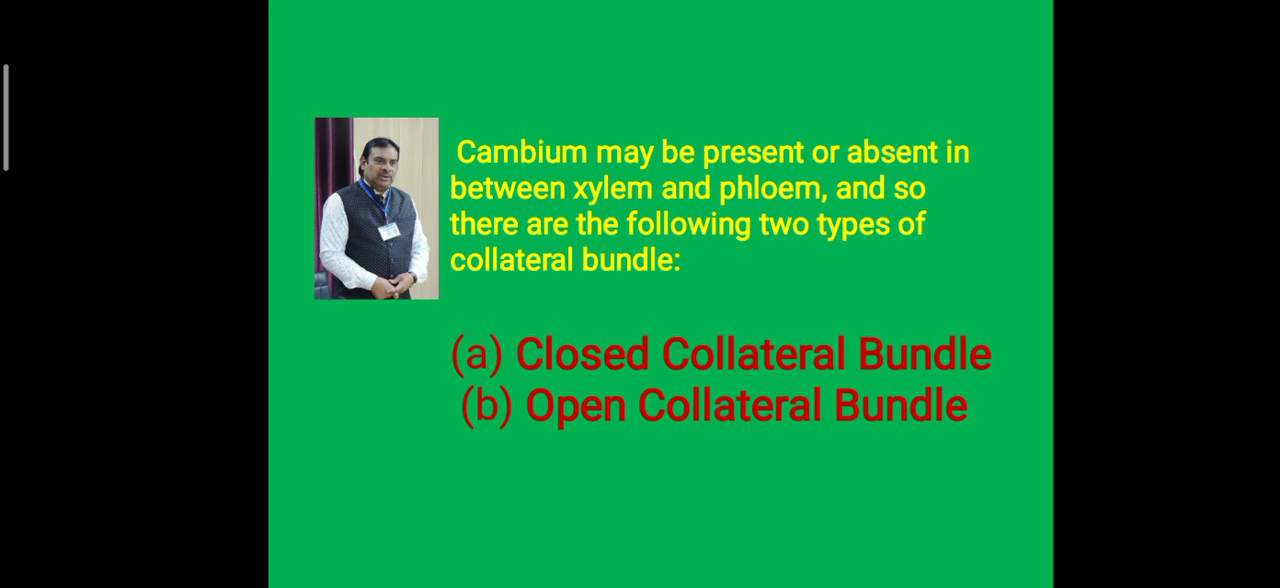 Cambium may be present or absent in
between xylem and phloem, and so
there are the following two types of
collateral bundle:
(a) Closed Collateral Bundle
(b) Open Collateral Bundle